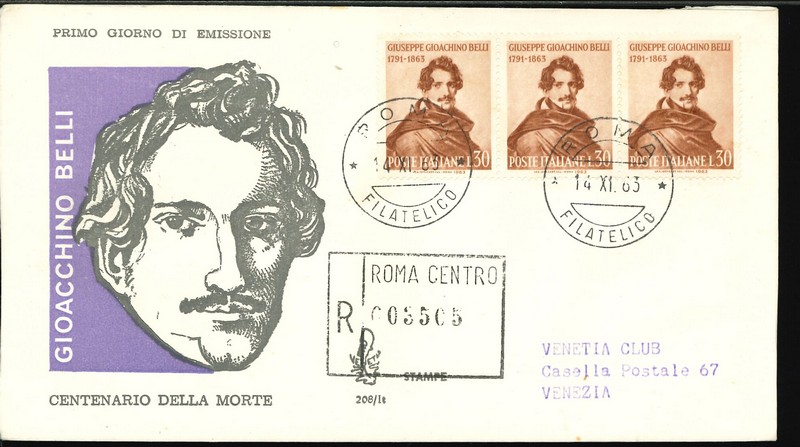 PRIMO GIORNO DI EMISSIONE
GIOACCHINO BELLI
CENTENARIO DELLA MORTE
GIUSEPPE GIOACHINO BELLI
1791-1863
POSTE ITALIANE L.30
GIUSEPPE GIOACHINO BELLI
1791-1863
POSTE ITALIANE L.30
GIUSEPPE GIOACHINO BELLI
1791-1863
POSTE ITALIANE L.30
ROMA
14 XI.
FILATELICO
ROMA
14 XI. 63
FILATELICO
ROMA CENTRO
R
STAMPE
208/It
VENETIA CLUB
Casella Postale 67
VENEZIA